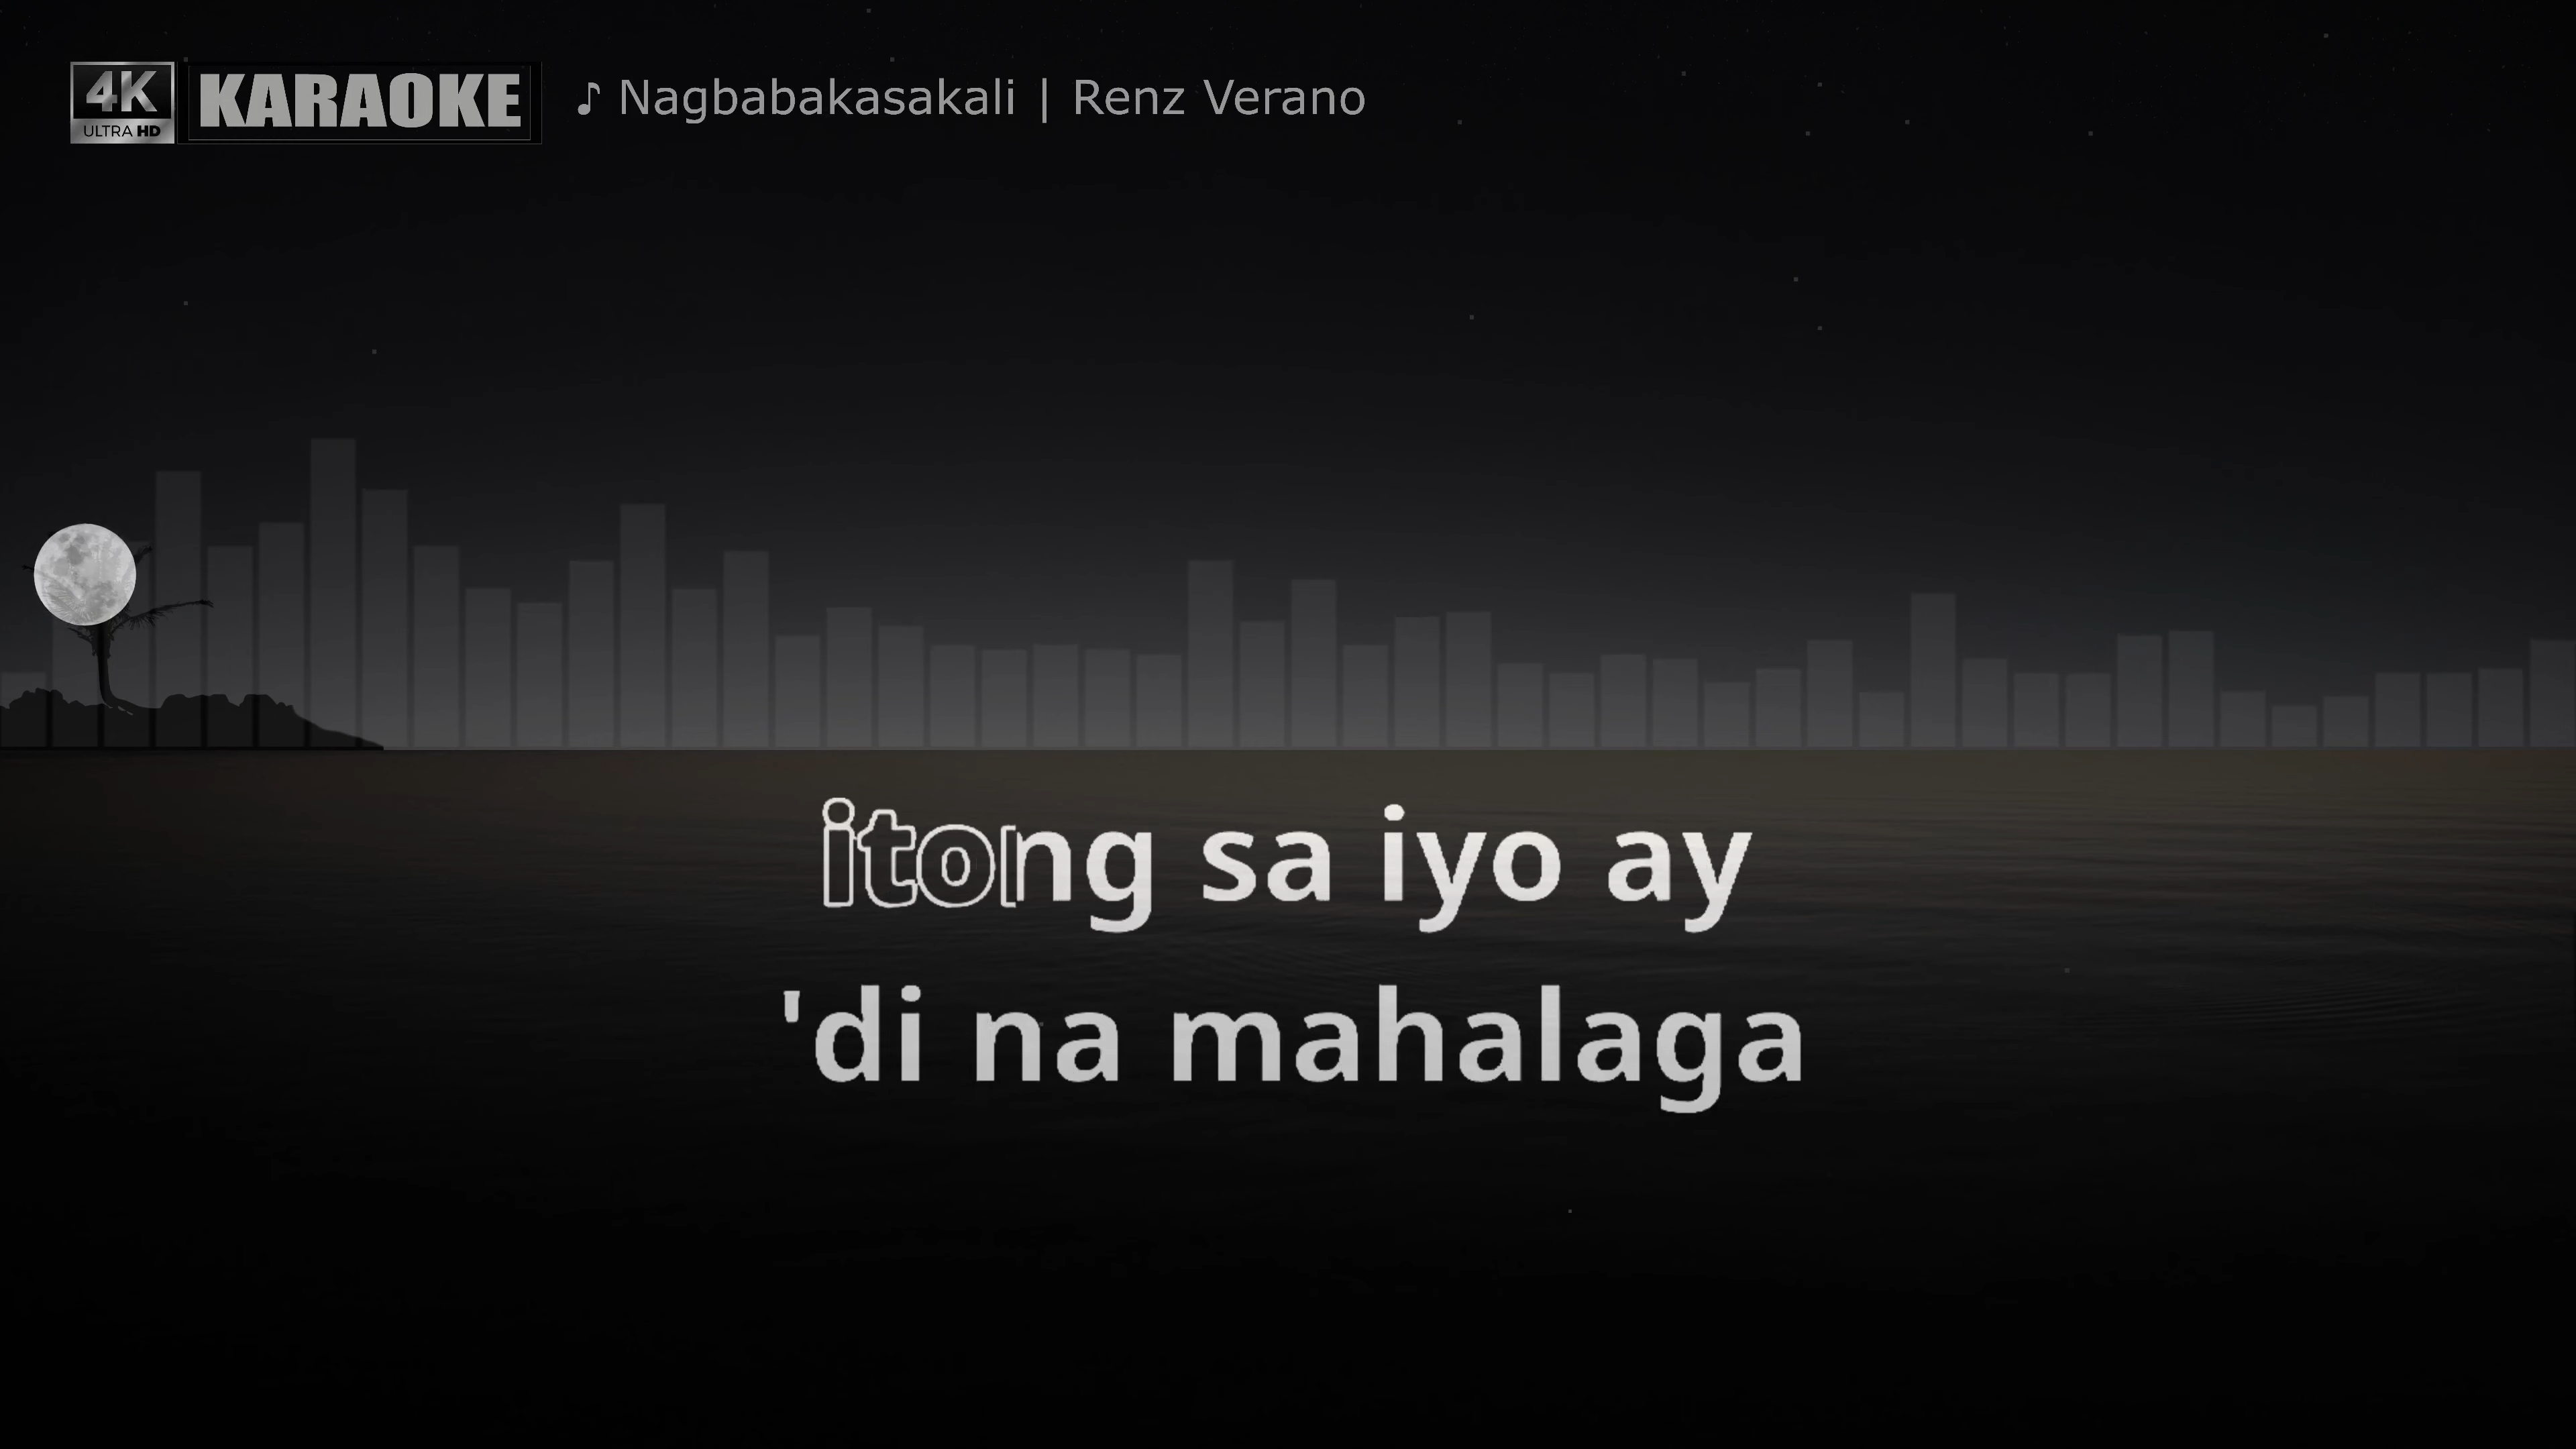 4K
ULTRA HD
KARAOKE
♪ Nagbabakasakali | Renz Verano
itong sa iyo ay
'di na mahalaga